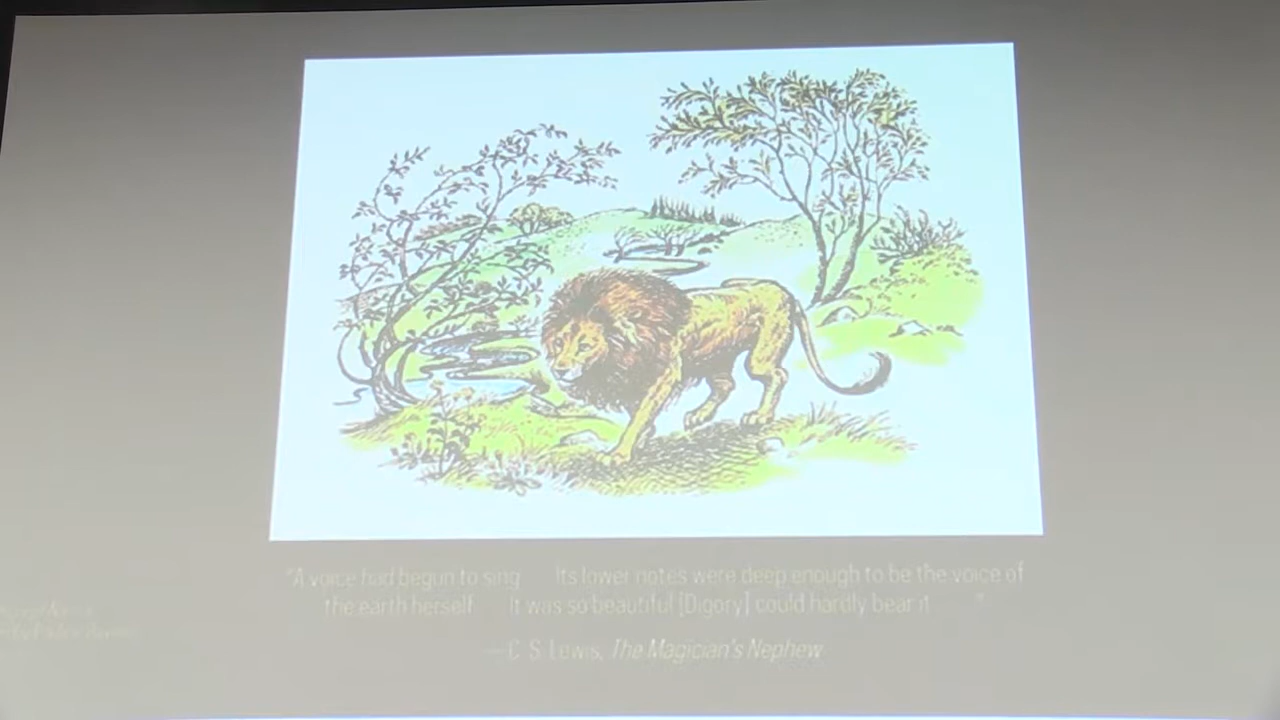 "A voice had begun to sing Its lower notes were deep enough to be the voice of
the earth herself It was so beautiful [Digory] could hardly bear it "
—C. S. Lewis, The Magician's Nephew